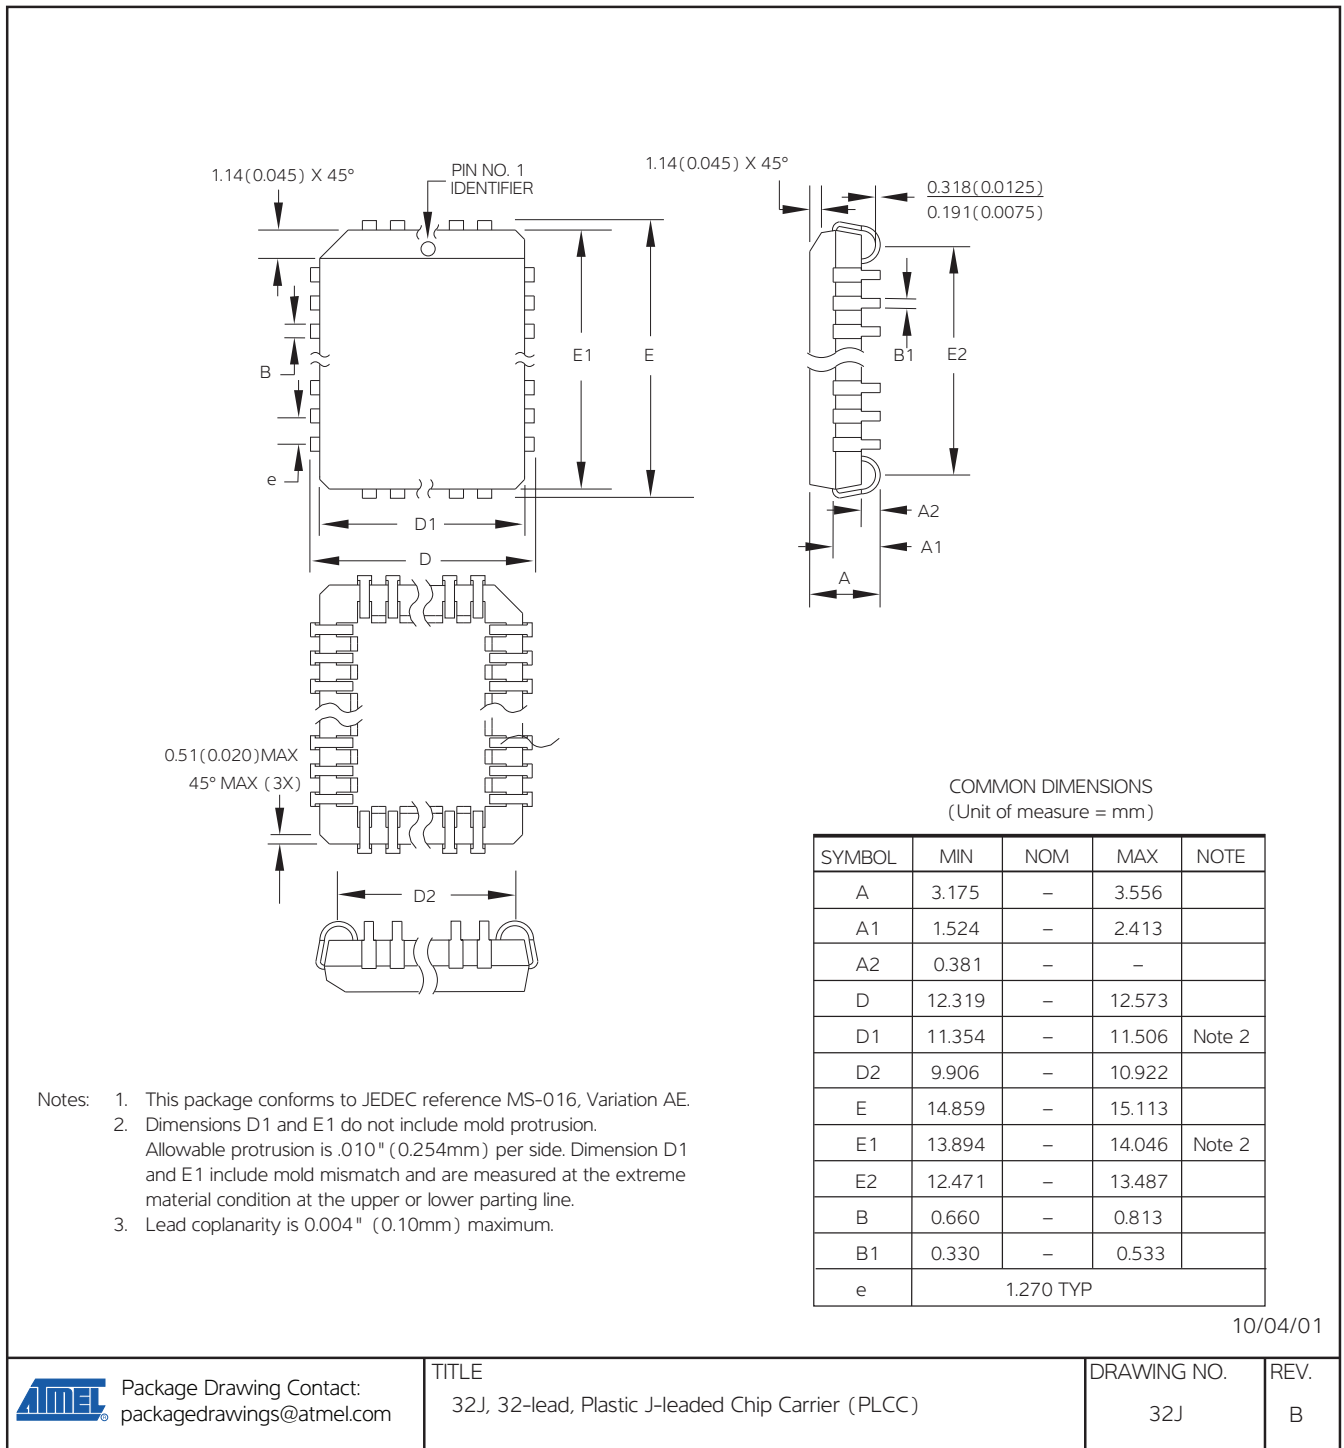 1.14(0.045) X 45°
PIN NO. 1
IDENTIFIER
1.14(0.045) X 45°
0.318(0.0125)
0.191(0.0075)
B
e
E1
E
B1
E2
D1
D
A2
A1
A
0.51(0.020)MAX
45° MAX (3X)
D2
COMMON DIMENSIONS
(Unit of measure = mm)
SYMBOL MIN NOM MAX NOTE
A 3.175 – 3.556
A1 1.524 – 2.413
A2 0.381 – –
D 12.319 – 12.573
D1 11.354 – 11.506 Note 2
D2 9.906 – 10.922
E 14.859 – 15.113
E1 13.894 – 14.046 Note 2
E2 12.471 – 13.487
B 0.660 – 0.813
B1 0.330 – 0.533
e 1.270 TYP
Notes: 1. This package conforms to JEDEC reference MS-016, Variation AE.
2. Dimensions D1 and E1 do not include mold protrusion.
Allowable protrusion is .010"(0.254mm) per side. Dimension D1
and E1 include mold mismatch and are measured at the extreme
material condition at the upper or lower parting line.
3. Lead coplanarity is 0.004" (0.10mm) maximum.
10/04/01
ATMEL ®
Package Drawing Contact:
packagedrawings@atmel.com
TITLE
32J, 32-lead, Plastic J-leaded Chip Carrier (PLCC)
DRAWING NO.
32J
REV.
B